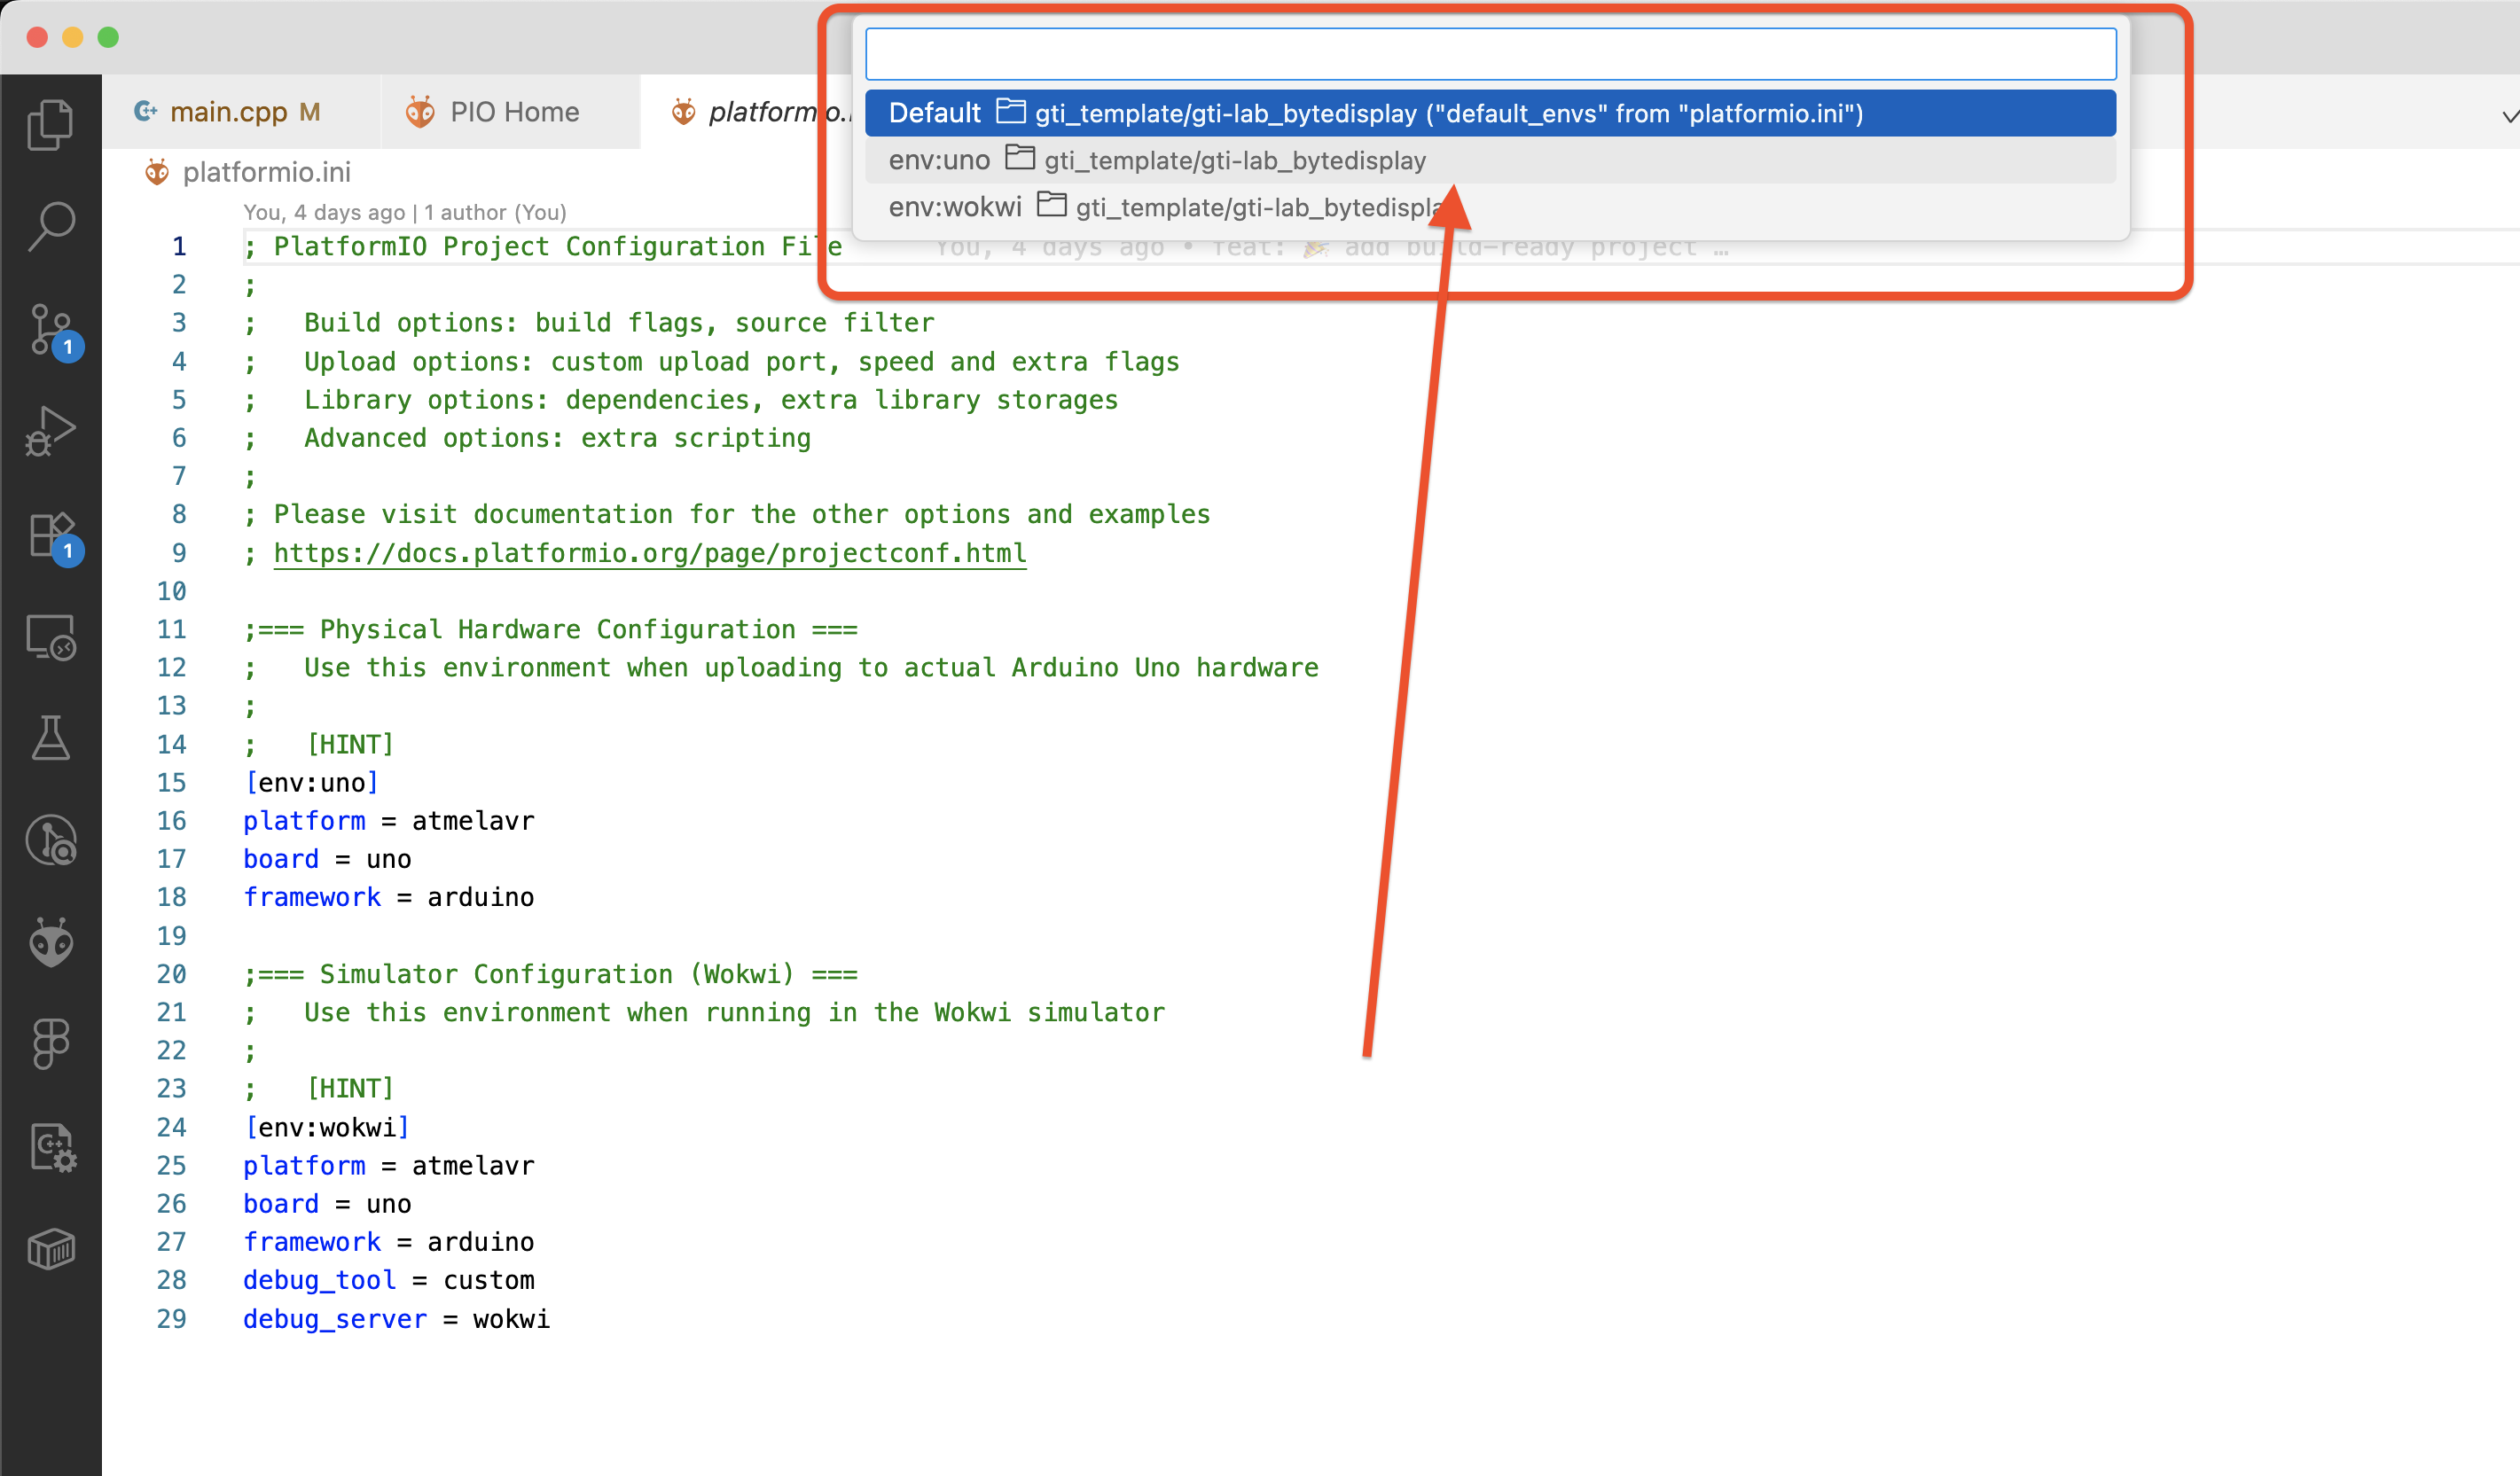 main.cpp M
PIO Home
platformio.
Default gti_template/gti-lab_bytedisplay ("default_envs" from "platformio.ini")
env:uno gti_template/gti-lab_bytedisplay
env:wokwi gti_template/gti-lab_bytedispla
platformio.ini
You, 4 days ago | 1 author (You)
1 ; PlatformIO Project Configuration File You, 4 days ago • feat: 🎉 add build-ready project …
2 ;
3 ;   Build options: build flags, source filter
4 ;   Upload options: custom upload port, speed and extra flags
5 ;   Library options: dependencies, extra library storages
6 ;   Advanced options: extra scripting
7 ;
8 ; Please visit documentation for the other options and examples
9 ; https://docs.platformio.org/page/projectconf.html
10
11 ;=== Physical Hardware Configuration ===
12 ;   Use this environment when uploading to actual Arduino Uno hardware
13 ;
14 ;   [HINT]
15 [env:uno]
16 platform = atmelavr
17 board = uno
18 framework = arduino
19
20 ;=== Simulator Configuration (Wokwi) ===
21 ;   Use this environment when running in the Wokwi simulator
22 ;
23 ;   [HINT]
24 [env:wokwi]
25 platform = atmelavr
26 board = uno
27 framework = arduino
28 debug_tool = custom
29 debug_server = wokwi
1
1